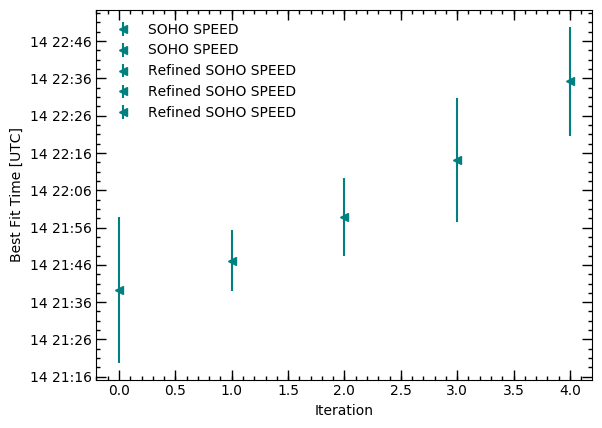 SOHO SPEED
SOHO SPEED
Refined SOHO SPEED
Refined SOHO SPEED
Refined SOHO SPEED
14 22:46
14 22:36
14 22:26
14 22:16
14 22:06
14 21:56
14 21:46
14 21:36
14 21:26
14 21:16
Best Fit Time [UTC]
0.0 0.5 1.0 1.5 2.0 2.5 3.0 3.5 4.0
Iteration